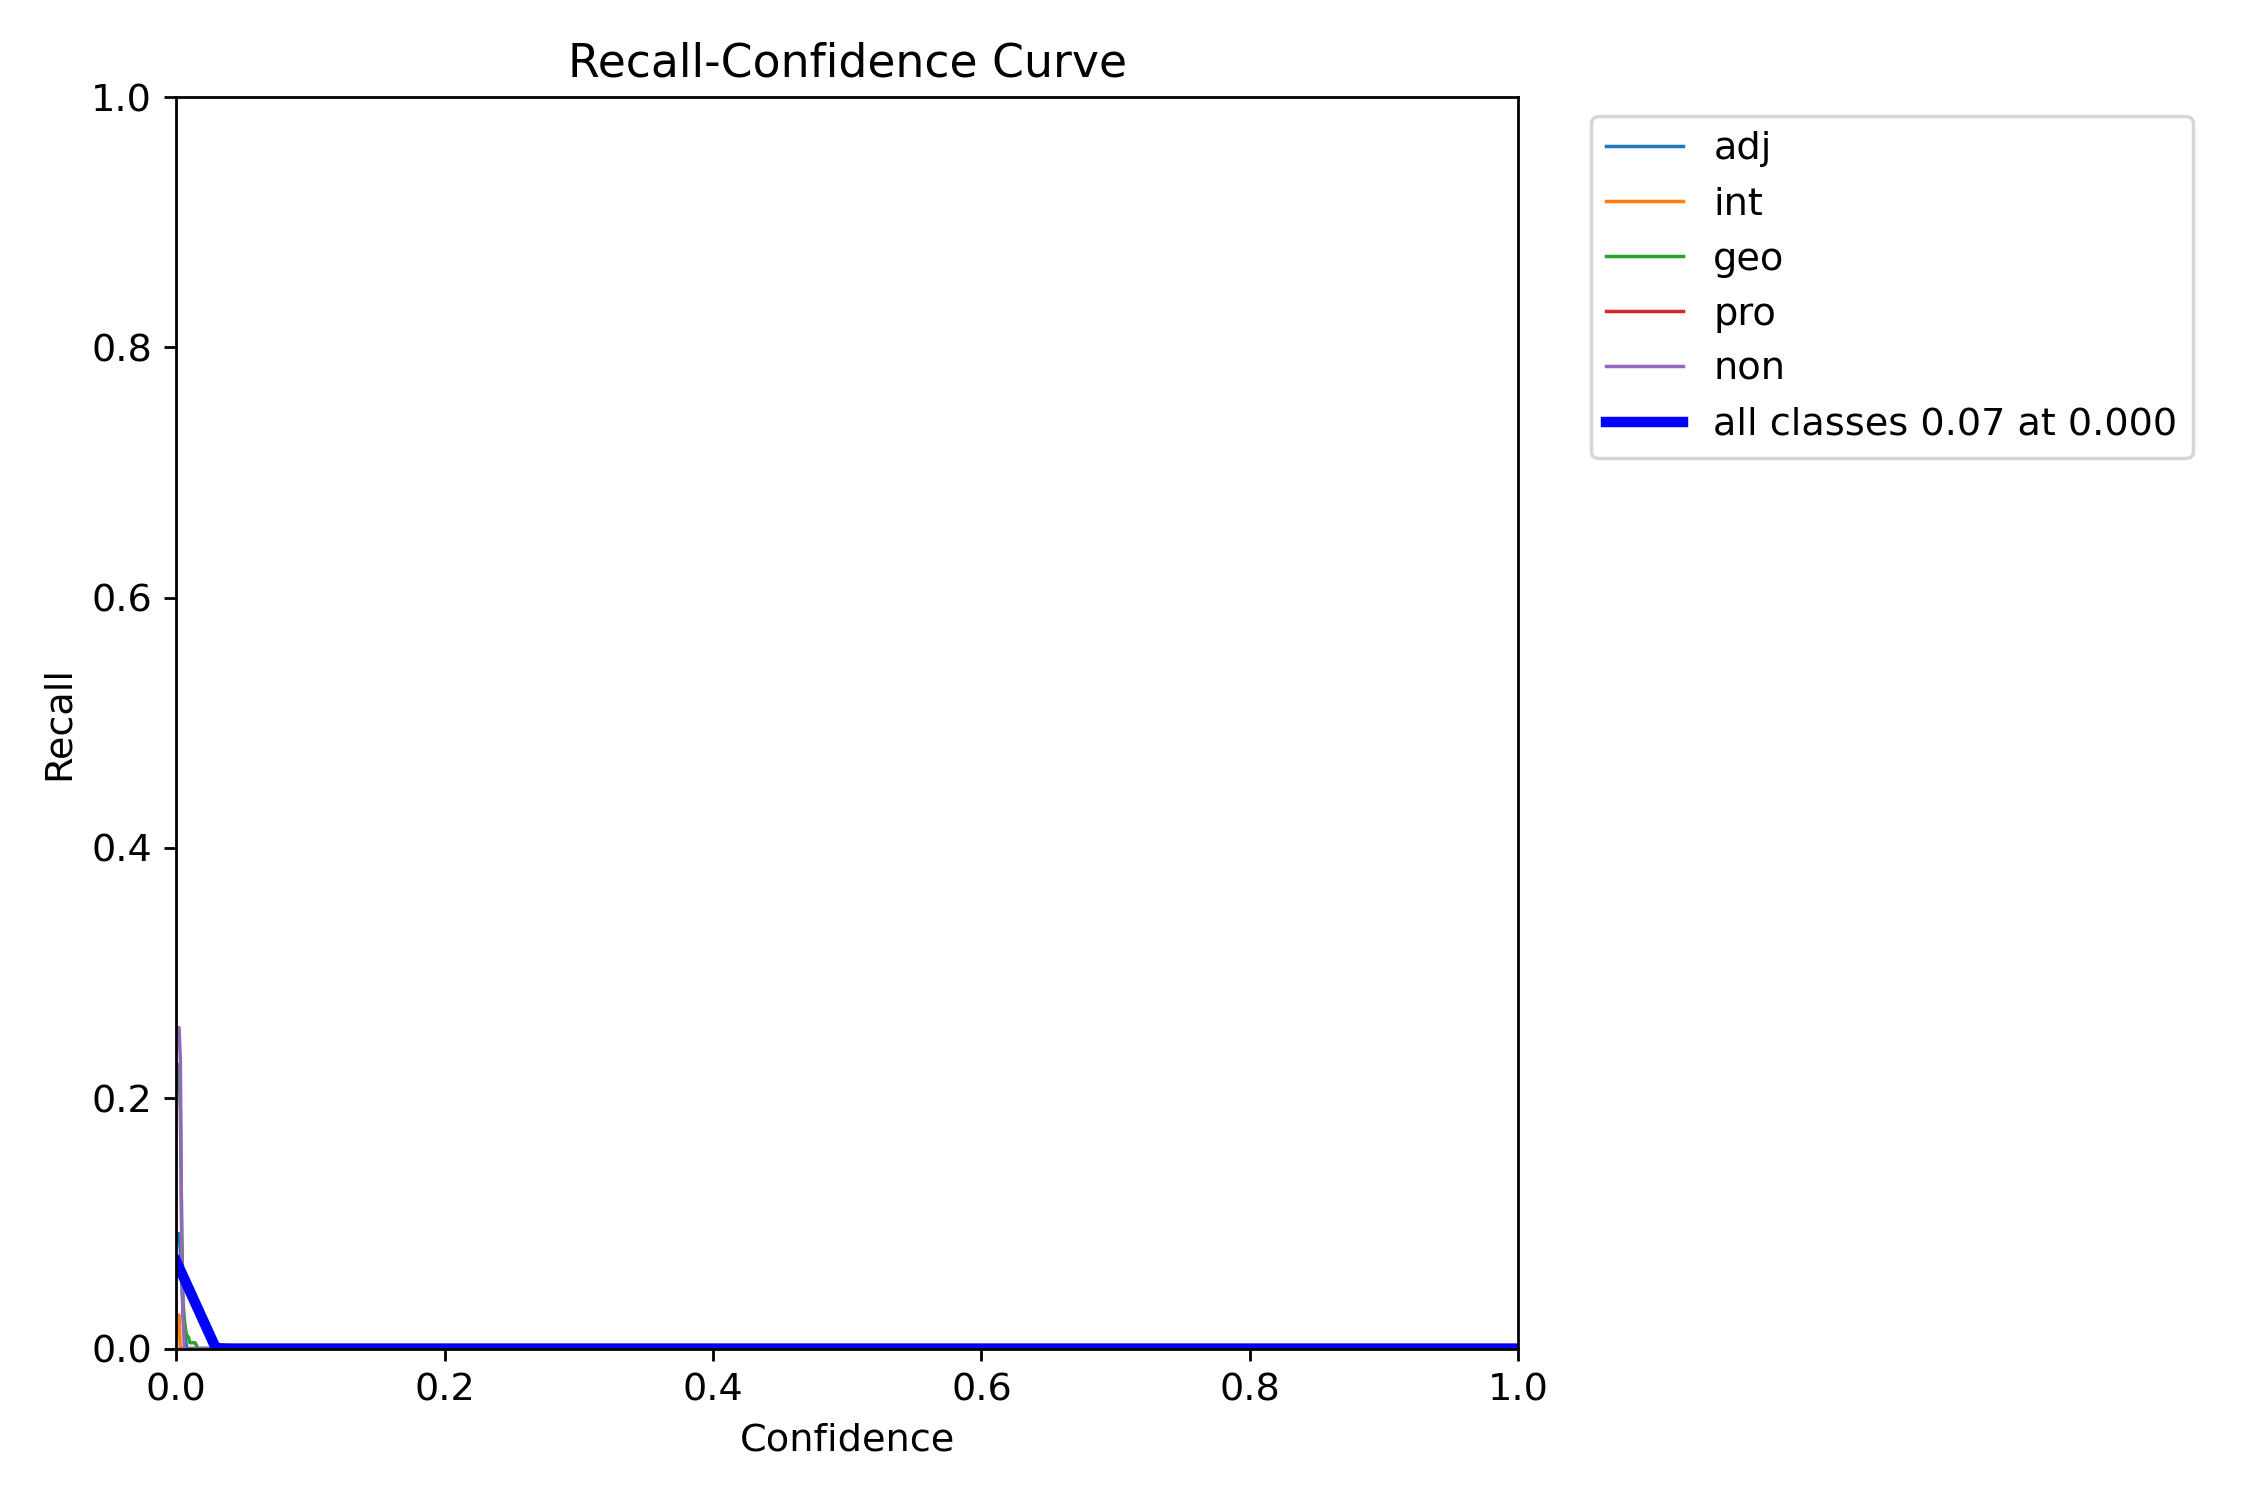 Recall-Confidence Curve
1.0
0.8
0.6
0.4
0.2
0.0
Recall
0.0 0.2 0.4 0.6 0.8 1.0
Confidence
adj
int
geo
pro
non
all classes 0.07 at 0.000